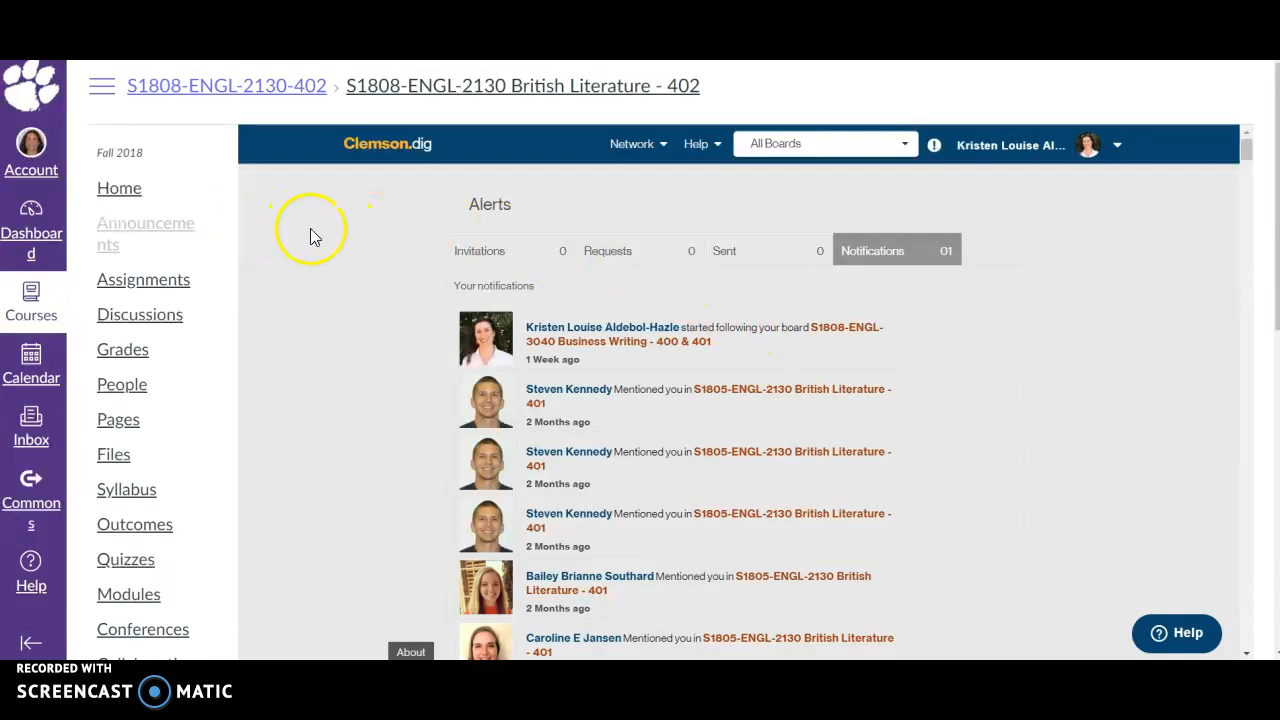 S1808-ENGL-2130-402 › S1808-ENGL-2130 British Literature - 402
Account
Dashboar
d
Courses
Calendar
Inbox
Common
s
Help
Fall 2018
Home
Announceme
nts
Assignments
Discussions
Grades
People
Pages
Files
Syllabus
Outcomes
Quizzes
Modules
Conferences
Clemson.dig Network Help All Boards Kristen Louise Al...
Alerts
Invitations 0 Requests 0 Sent 0 Notifications 01
Your notifications
Kristen Louise Aldebol-Hazle started following your board S1808-ENGL-
3040 Business Writing - 400 & 401
1 Week ago
Steven Kennedy Mentioned you in S1805-ENGL-2130 British Literature -
401
2 Months ago
Steven Kennedy Mentioned you in S1805-ENGL-2130 British Literature -
401
2 Months ago
Steven Kennedy Mentioned you in S1805-ENGL-2130 British Literature -
401
2 Months ago
Bailey Brianne Southard Mentioned you in S1805-ENGL-2130 British
Literature - 401
2 Months ago
Caroline E Jansen Mentioned you in S1805-ENGL-2130 British Literature
- 401
About
Help
RECORDED WITH
SCREENCAST MATIC